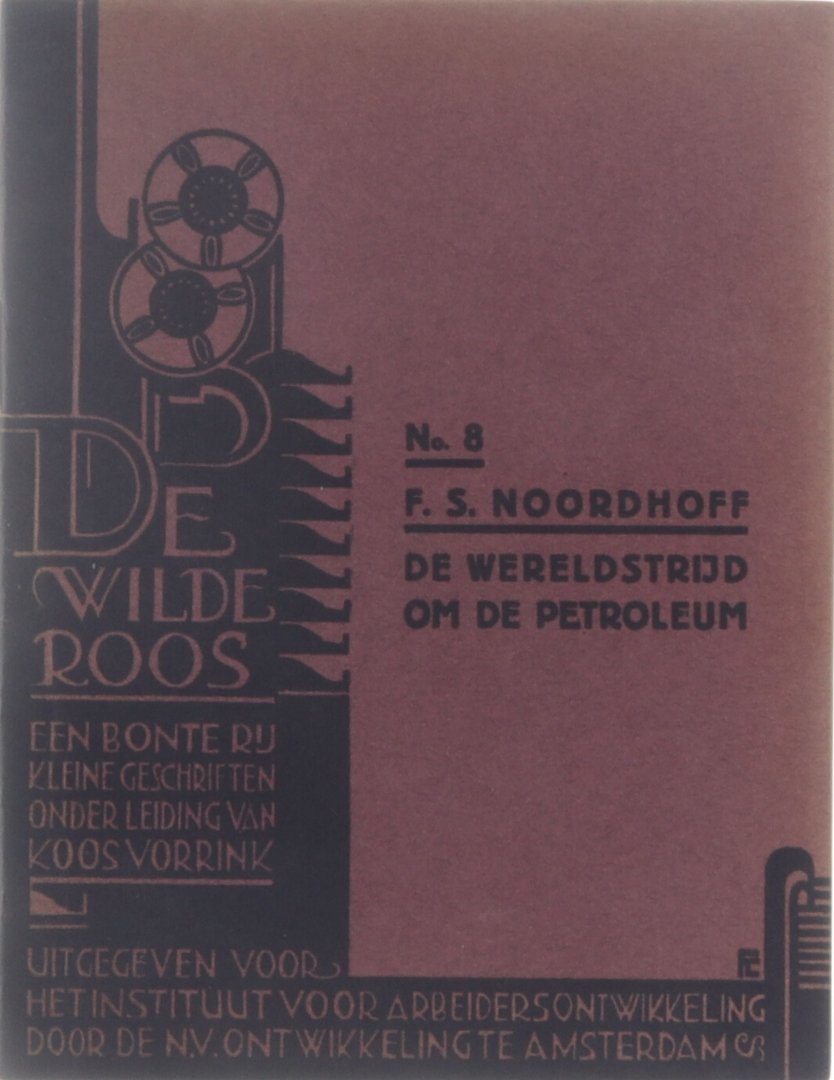 No. 8
F. S. NOORDHOFF
DE WERELDSTRIJD
OM DE PETROLEUM
DE
WILDE
ROOS
EEN BONTE RIJ
KLEINE GESCHRIFTEN
ONDER LEIDING VAN
KOOS VORRINK
UITGEGEVEN VOOR
HET INSTITUUT VOOR ARBEIDERSONTWIKKELING
DOOR DE N.V. ONTWIKKELING TE AMSTERDAM